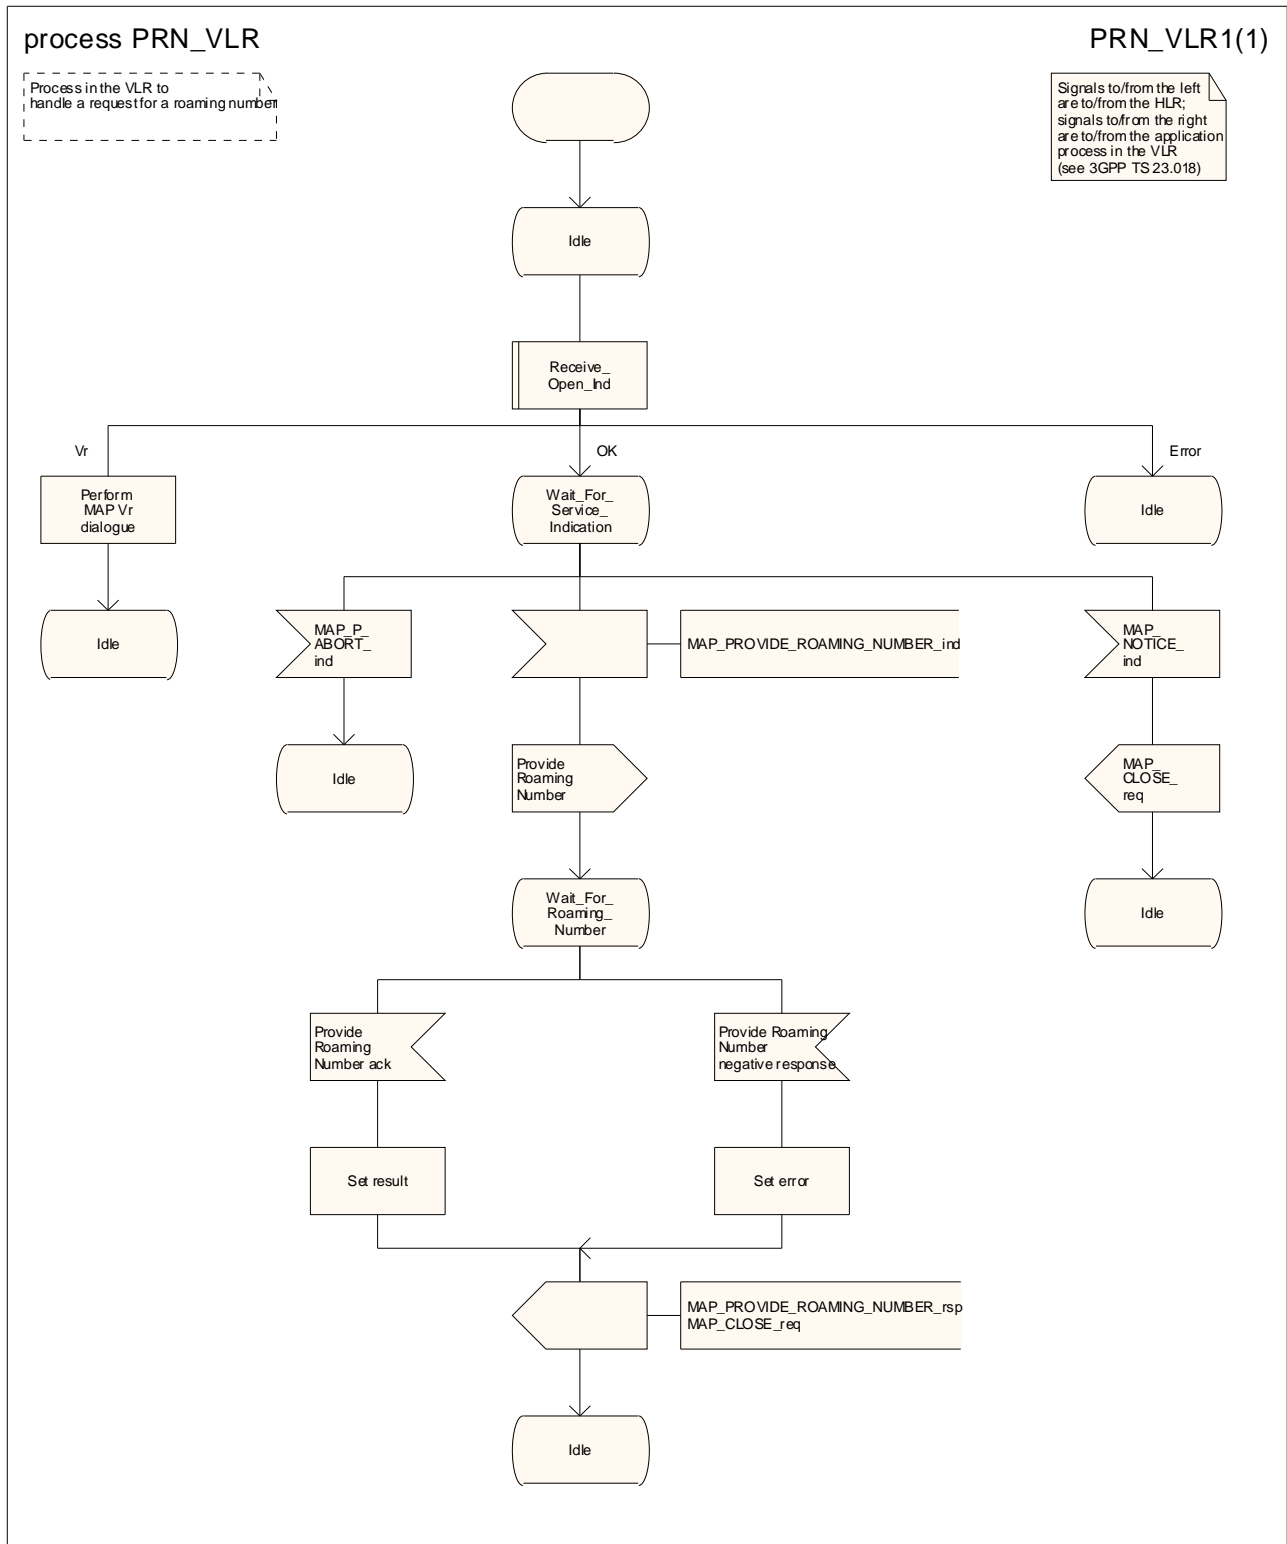 process PRN_VLR
PRN_VLR1(1)
Process in the VLR to
handle a request for a roaming number
Signals to/from the left
are to/from the HLR;
signals to/from the right
are to/from the application
process in the VLR
(see 3GPP TS 23.018)
Idle
Receive_
Open_Ind
Vr
OK
Error
Perform
MAP Vr
dialogue
Wait_For_
Service_
Indication
Idle
Idle
MAP_P_
ABORT_
ind
MAP_PROVIDE_ROAMING_NUMBER_ind
MAP_
NOTICE_
ind
Idle
Provide
Roaming
Number
MAP_
CLOSE_
req
Wait_For_
Roaming_
Number
Idle
Provide
Roaming
Number ack
Provide Roaming
Number
negative response
Set result
Set error
MAP_PROVIDE_ROAMING_NUMBER_rsp
MAP_CLOSE_req
Idle